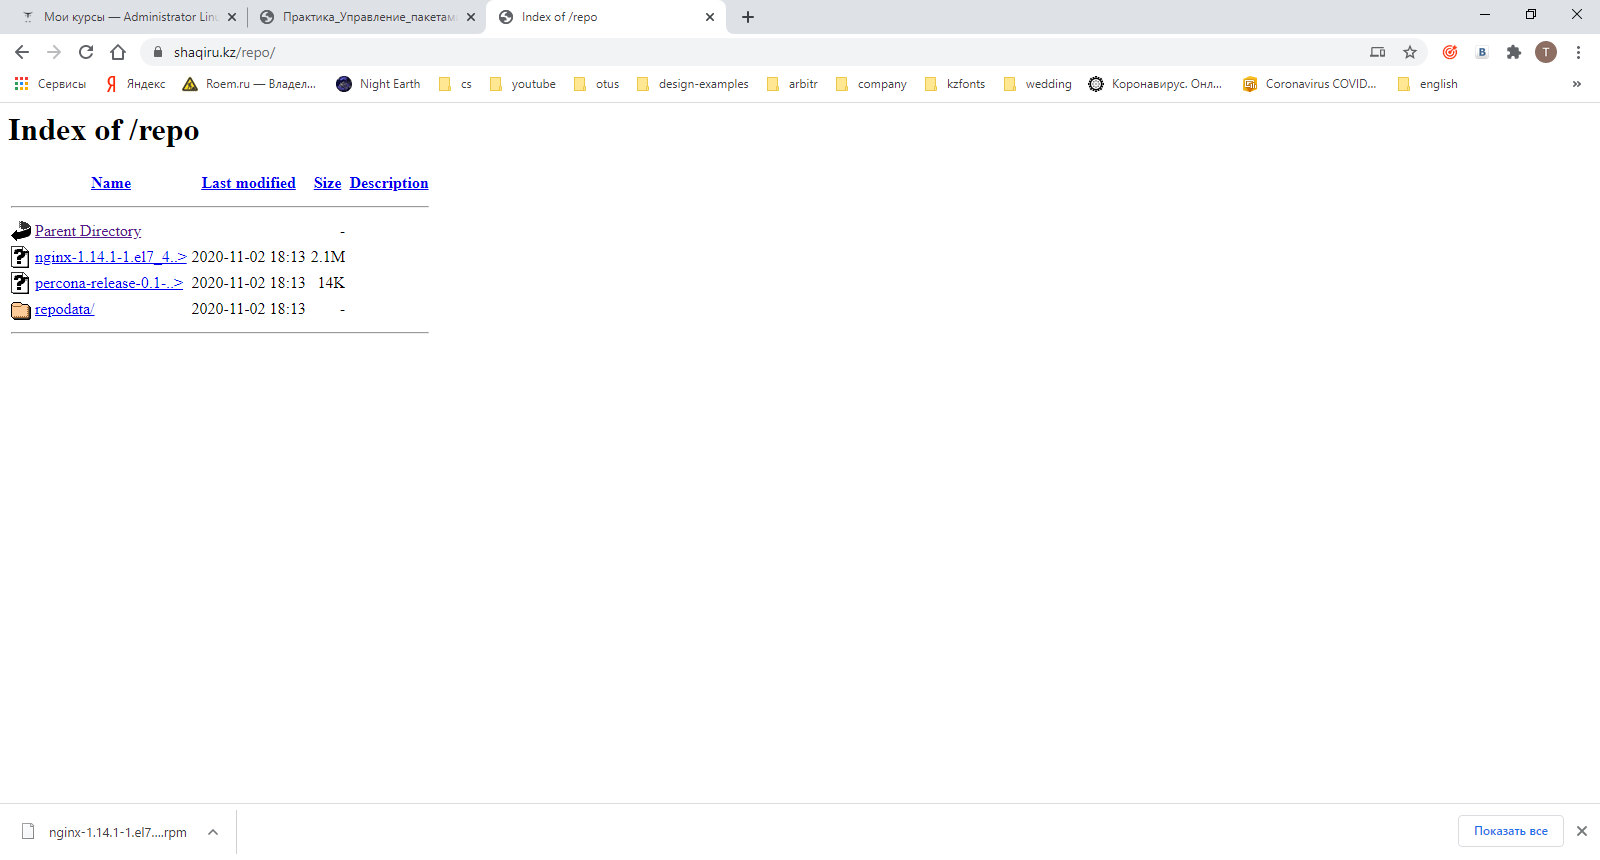 Мои курсы — Administrator Linu
Практика_Управление_пакетам
Index of /repo
shaqiru.kz/repo/
T
Сервисы Яндекс Roem.ru — Владел... Night Earth cs youtube otus design-examples arbitr company kzfonts wedding Коронавирус. Онл... Coronavirus COVID... english »
Index of /repo
Name Last modified Size Description
Parent Directory -
nginx-1.14.1-1.el7_4..> 2020-11-02 18:13 2.1M
percona-release-0.1-..> 2020-11-02 18:13 14K
repodata/ 2020-11-02 18:13 -
nginx-1.14.1-1.el7....rpm
Показать все